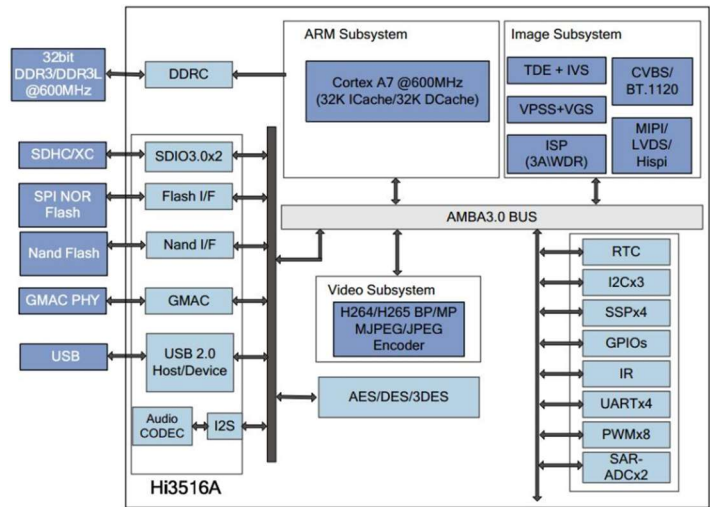 32bit
DDR3/DDR3L
@600MHz
DDRC
ARM Subsystem
Cortex A7 @600MHz
(32K ICache/32K DCache)
Image Subsystem
TDE + IVS
CVBS/
BT.1120
VPSS+VGS
ISP
(3A\WDR)
MIPI/
LVDS/
Hispi
SDHC/XC
SDIO3.0x2
SPI NOR
Flash
Flash I/F
Nand Flash
Nand I/F
GMAC PHY
GMAC
USB
USB 2.0
Host/Device
Audio
CODEC
I2S
AMBA3.0 BUS
Video Subsystem
H264/H265 BP/MP
MJPEG/JPEG
Encoder
AES/DES/3DES
RTC
I2Cx3
SSPx4
GPIOs
IR
UARTx4
PWMx8
SAR-
ADCx2
Hi3516A